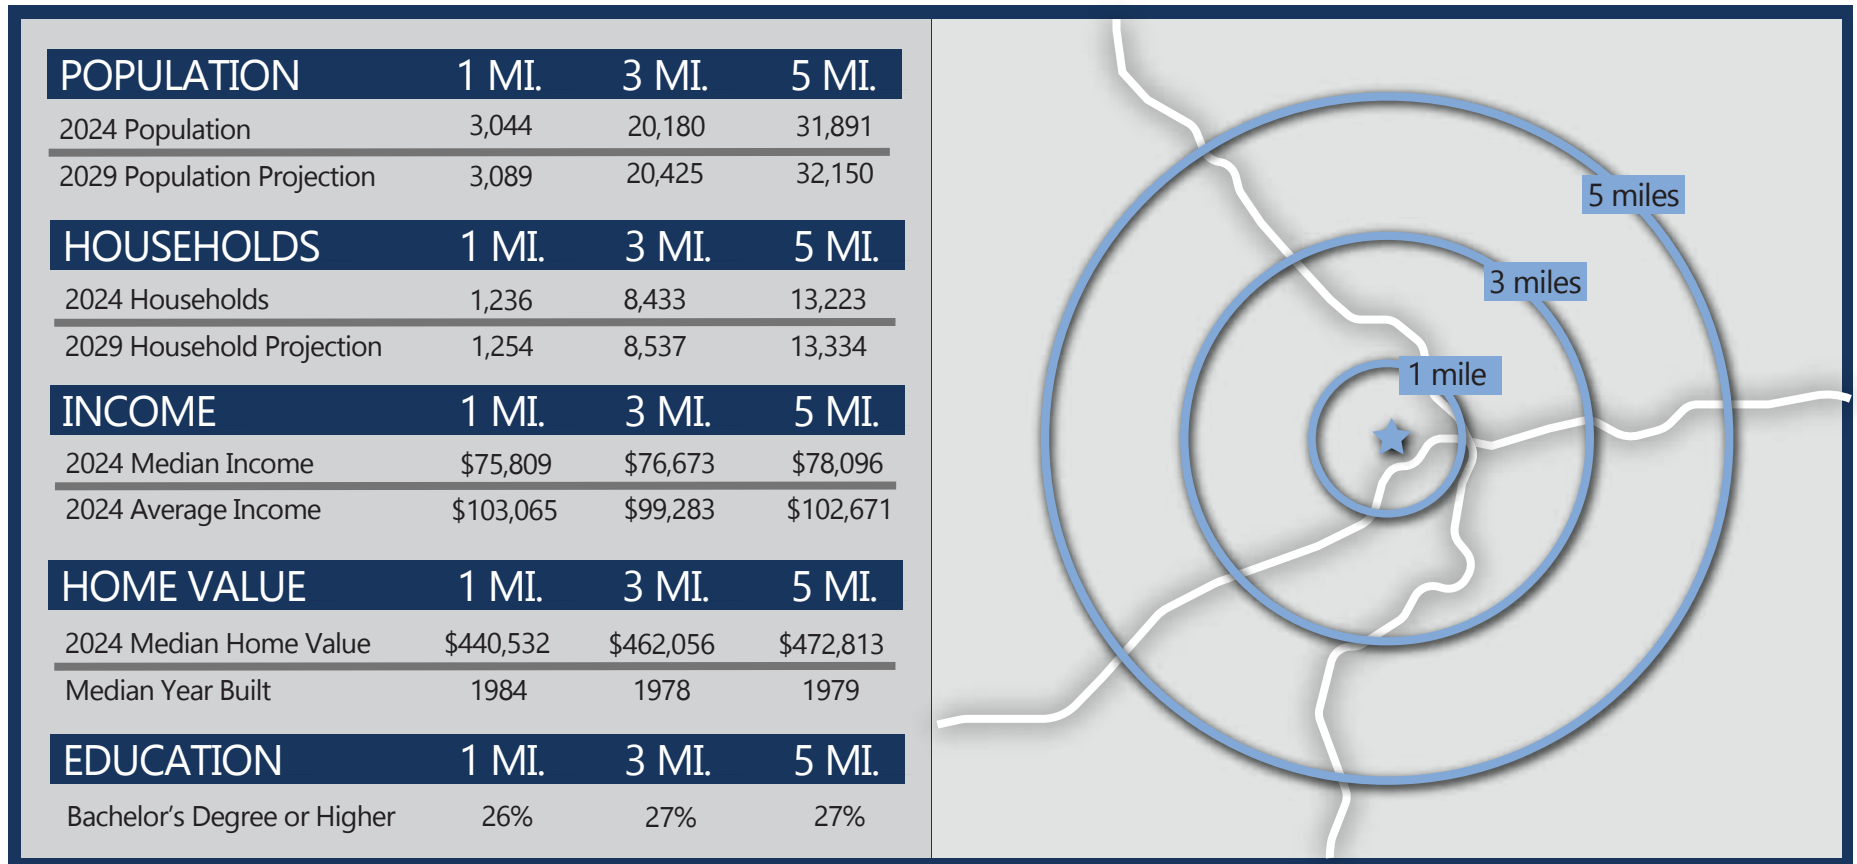 POPULATION 1 MI. 3 MI. 5 MI.
2024 Population 3,044 20,180 31,891
2029 Population Projection 3,089 20,425 32,150
HOUSEHOLDS 1 MI. 3 MI. 5 MI.
2024 Households 1,236 8,433 13,223
2029 Household Projection 1,254 8,537 13,334
INCOME 1 MI. 3 MI. 5 MI.
2024 Median Income $75,809 $76,673 $78,096
2024 Average Income $103,065 $99,283 $102,671
HOME VALUE 1 MI. 3 MI. 5 MI.
2024 Median Home Value $440,532 $462,056 $472,813
Median Year Built 1984 1978 1979
EDUCATION 1 MI. 3 MI. 5 MI.
Bachelor’s Degree or Higher 26% 27% 27%
5 miles
3 miles
1 mile